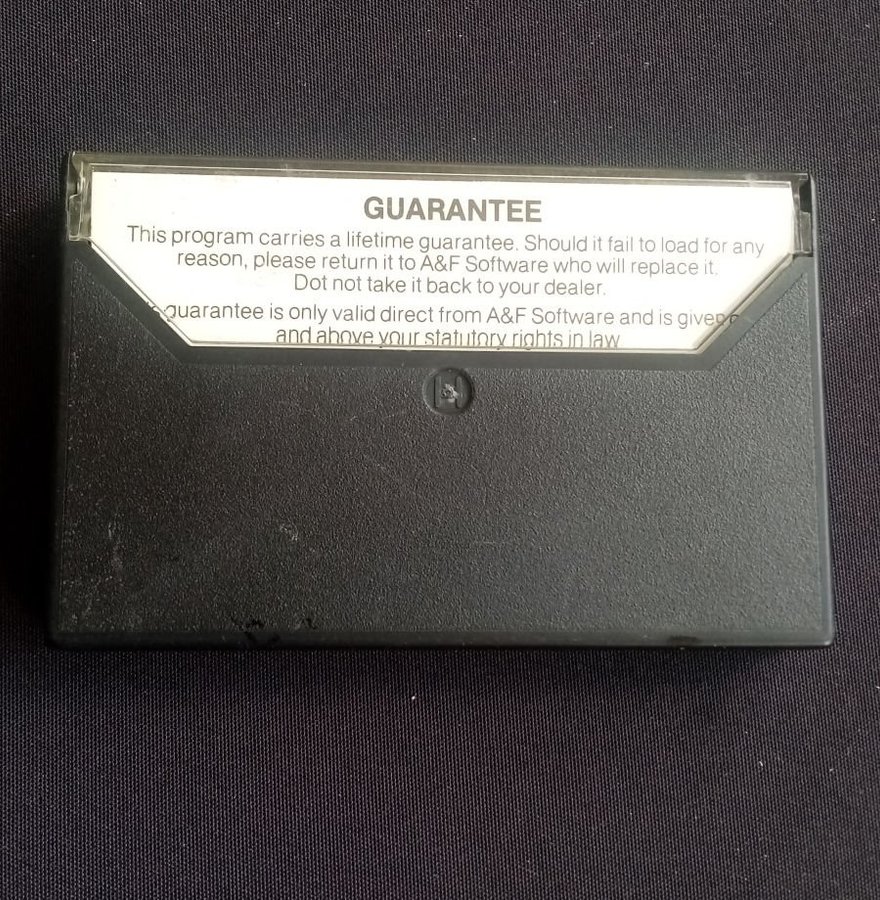 GUARANTEE
This program carries a lifetime guarantee. Should it fail to load for any
reason, please return it to A&F Software who will replace it.
Dot not take it back to your dealer.
guarantee is only valid direct from A&F Software and is given
and above your statutory rights in law